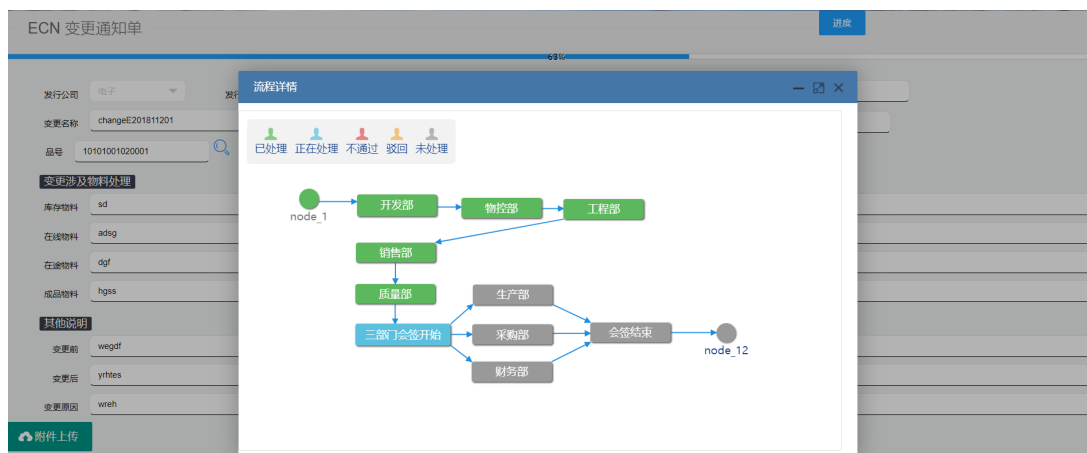 ECN 变更通知单
进度
63%
发行公司
电子
发行
变更名称
changeE201811201
品号
10101001020001
变更涉及物料处理
库存物料
sd
在线物料
adsg
在途物料
dgf
成品物料
hgss
其他说明
变更前
wegdf
变更后
yrhtes
变更原因
wreh
附件上传
流程详情
已处理 正在处理 不通过 驳回 未处理
node_1
开发部
物控部
工程部
销售部
质量部
生产部
三部门会签开始
采购部
会签结束
node_12
财务部